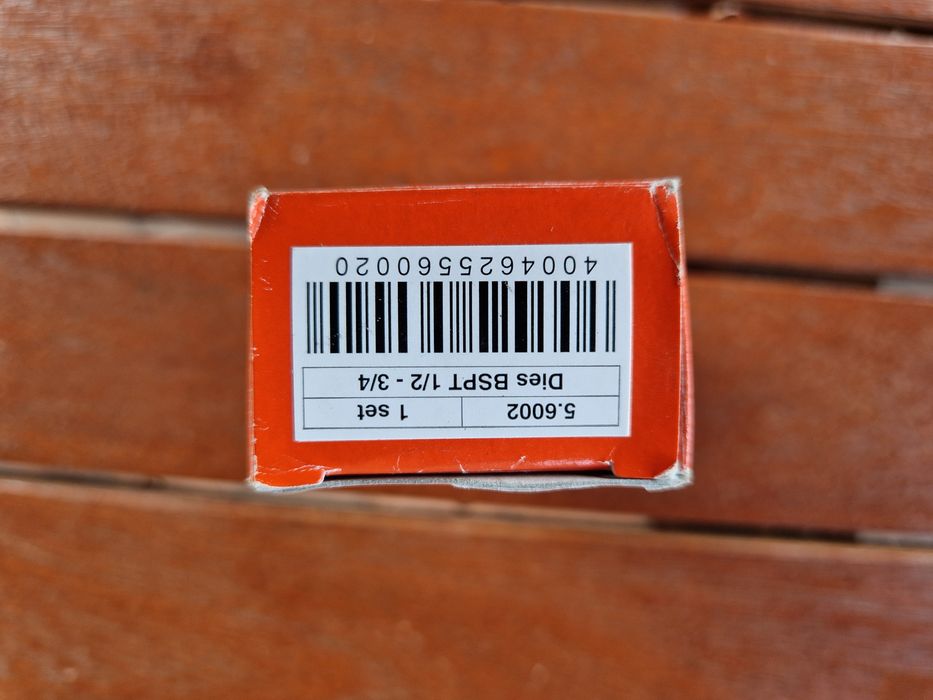 5.6002 1 set
Dies BSPT 1/2 - 3/4
4004625560020